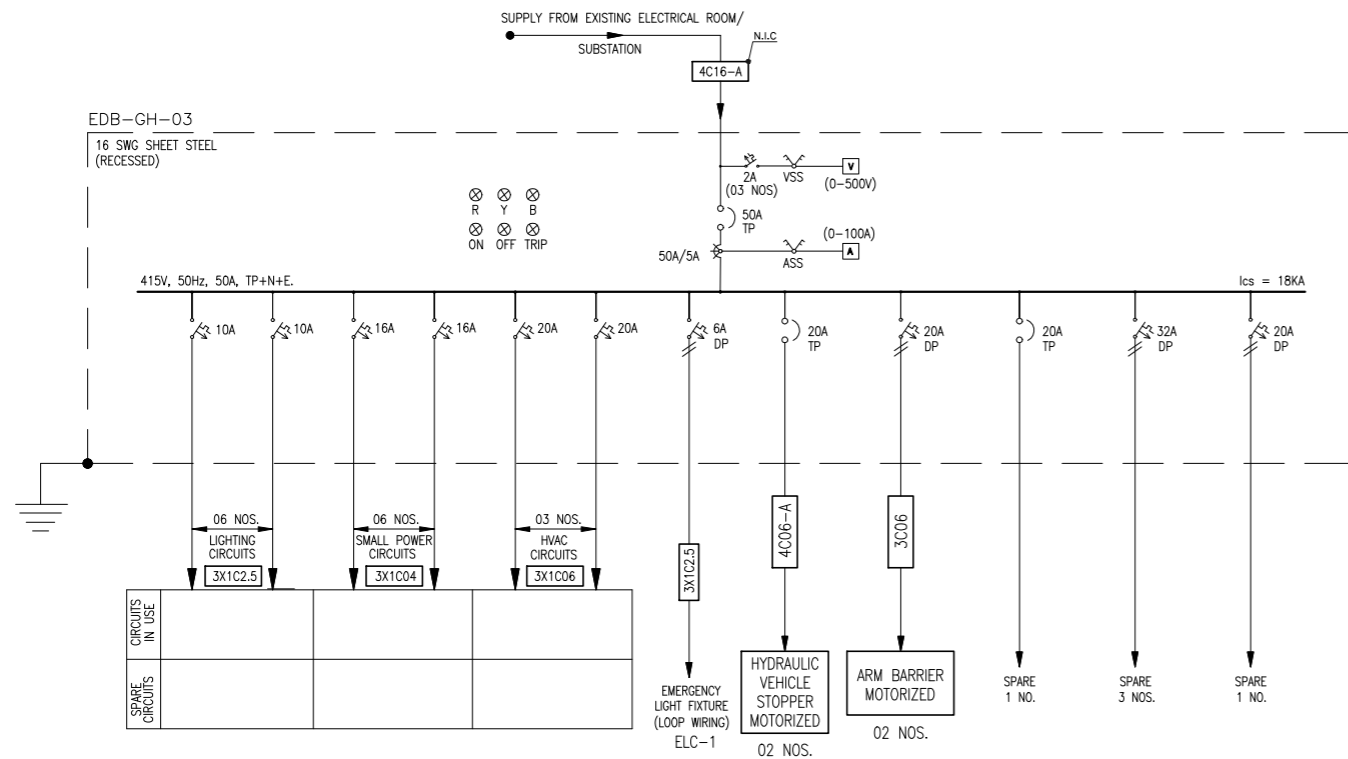 SUPPLY FROM EXISTING ELECTRICAL ROOM/
SUBSTATION
N.I.C
4C16-A
EDB-GH-03
16 SWG SHEET STEEL
(RECESSED)
2A
(03 NOS)
VSS
V
(0-500V)
R Y B
ON OFF TRIP
50A
TP
50A/5A
ASS
(0-100A)
A
415V, 50Hz, 50A, TP+N+E.
Ics = 18KA
10A
10A
16A
16A
20A
20A
6A
DP
20A
TP
20A
DP
20A
TP
32A
DP
20A
DP
06 NOS.
LIGHTING
CIRCUITS
3X1C2.5
06 NOS.
SMALL POWER
CIRCUITS
3X1C04
03 NOS.
HVAC
CIRCUITS
3X1C06
3X1C2.5
4C06-A
3C06
CIRCUITS
IN USE
SPARE
CIRCUITS
EMERGENCY
LIGHT FIXTURE
(LOOP WIRING)
ELC-1
HYDRAULIC
VEHICLE
STOPPER
MOTORIZED
02 NOS.
ARM BARRIER
MOTORIZED
02 NOS.
SPARE
1 NO.
SPARE
3 NOS.
SPARE
1 NO.